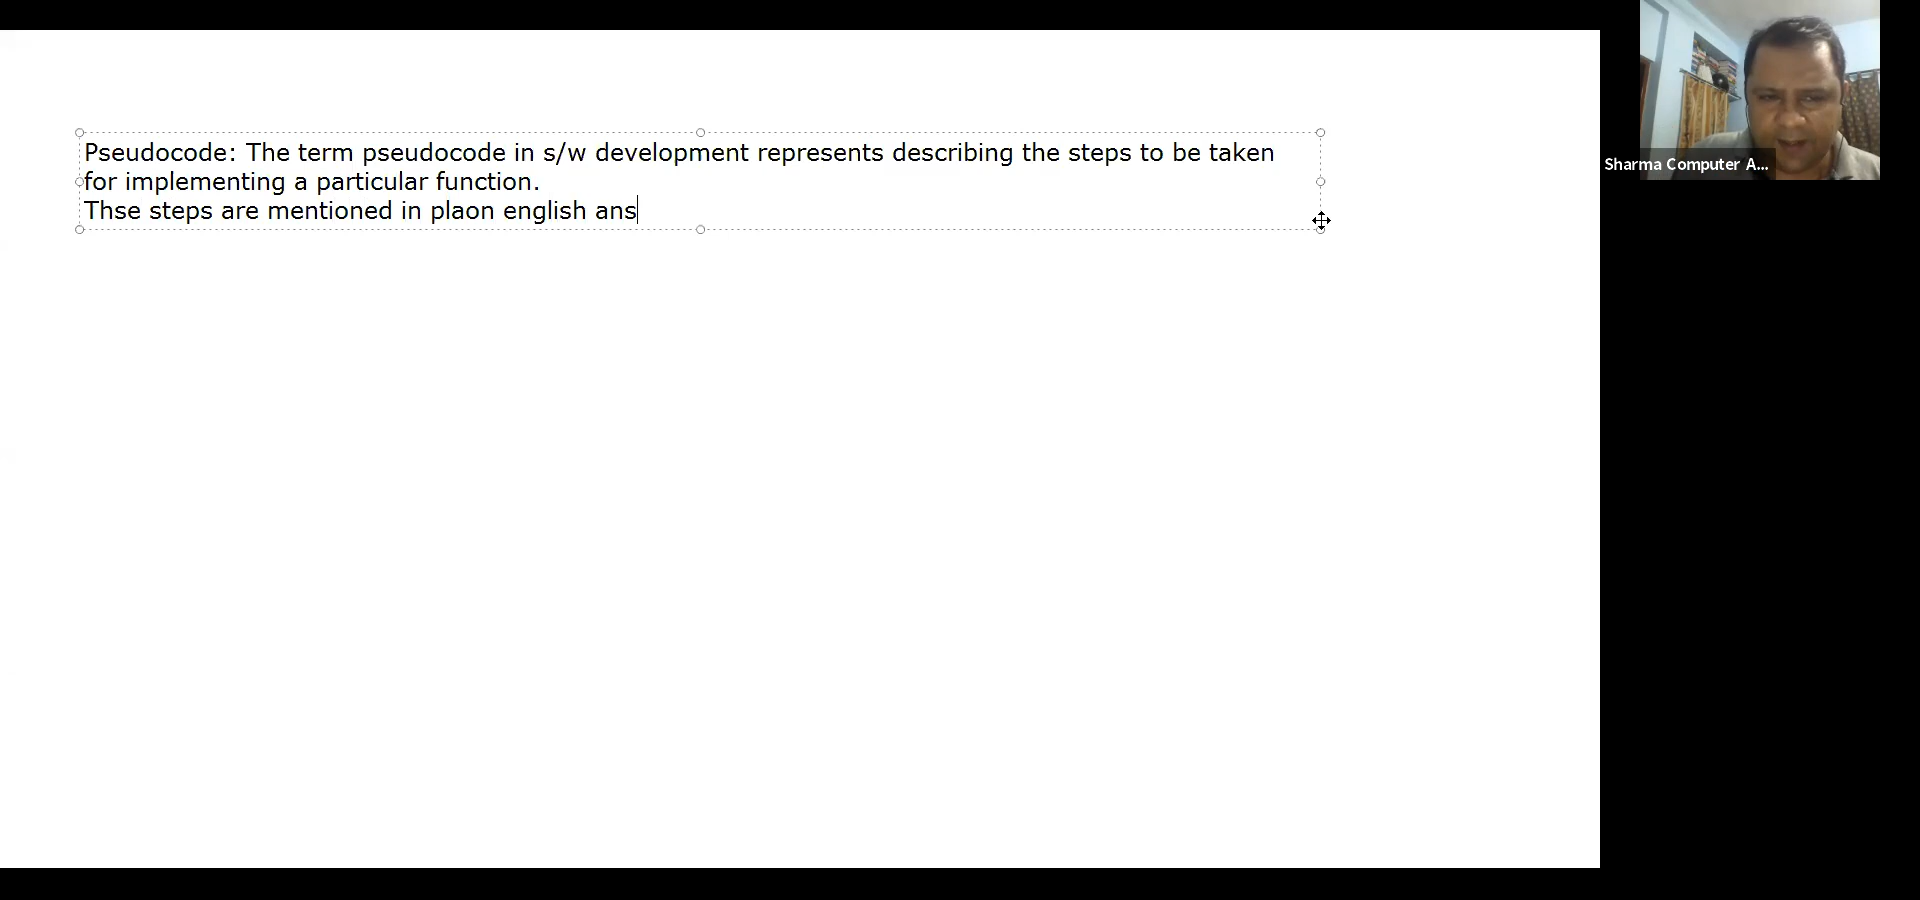 Pseudocode: The term pseudocode in s/w development represents describing the steps to be taken
for implementing a particular function.
Thse steps are mentioned in plaon english ans
Sharma Computer A...